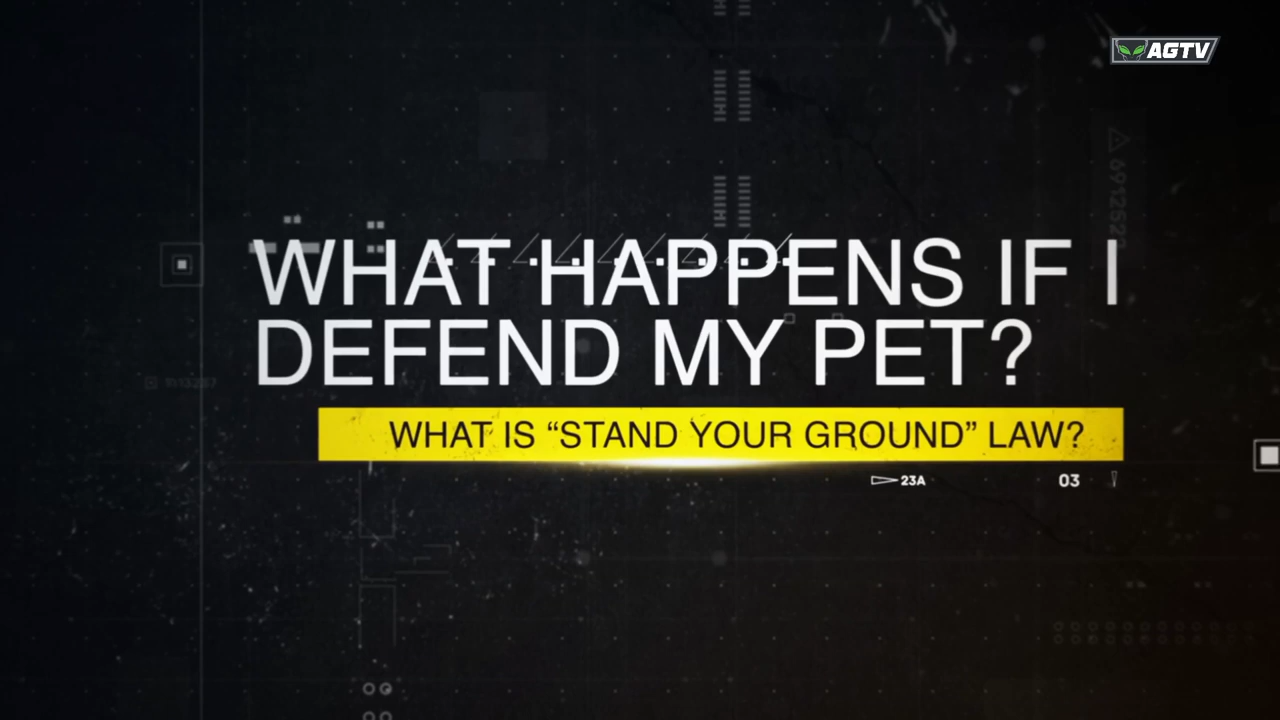 AGTV
WHAT HAPPENS IF I
DEFEND MY PET?
WHAT IS “STAND YOUR GROUND” LAW?
23A
03